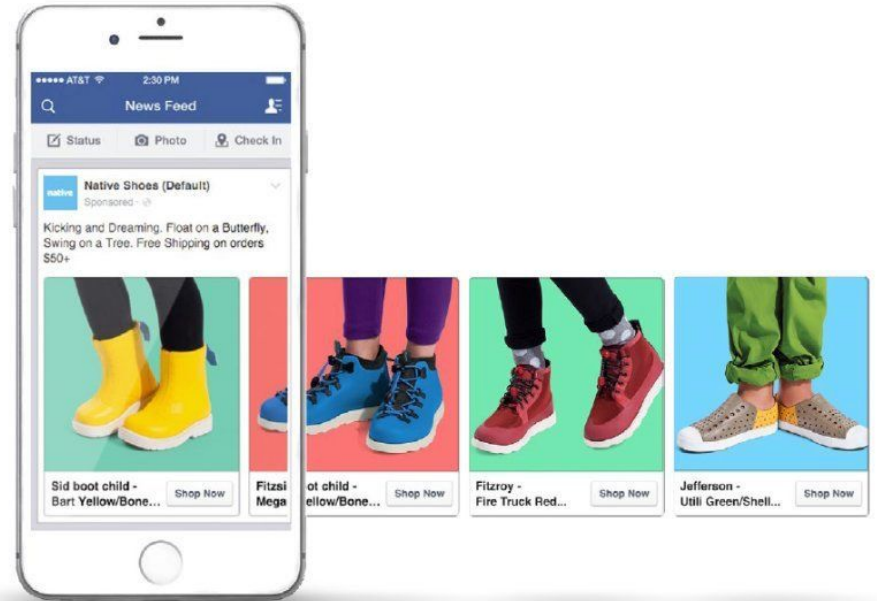 AT&T 2:30 PM
News Feed
Status Photo Check In
native Native Shoes (Default)
Sponsored
Kicking and Dreaming. Float on a Butterfly,
Swing on a Tree. Free Shipping on orders
$50+
Sid boot child -
Bart Yellow/Bone...
Shop Now
Fitzsi ot child -
Mega ellow/Bone...
Shop Now
Fitzroy -
Fire Truck Red...
Shop Now
Jefferson -
Utili Green/Shell...
Shop Now